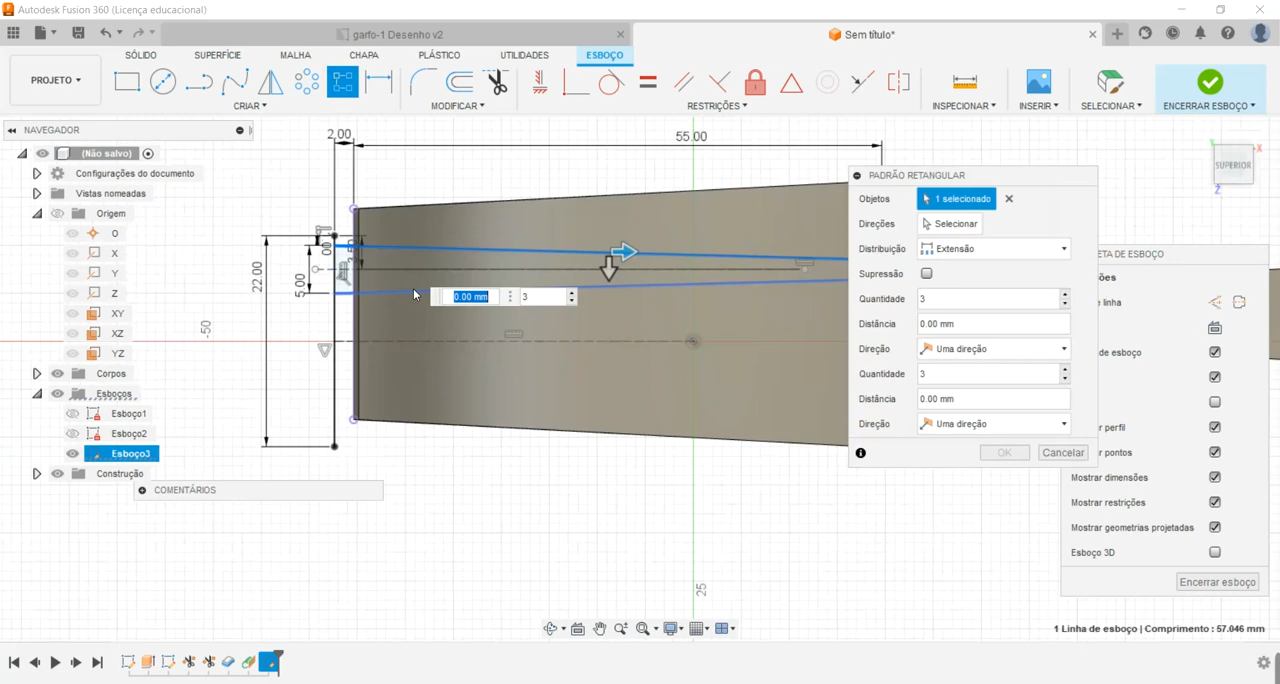 Autodesk Fusion 360 (Licença educacional)
garfo-1 Desenho v2
Sem título*
SÓLIDO SUPERFÍCIE MALHA CHAPA PLÁSTICO UTILIDADES ESBOÇO
PROJETO
CRIAR MODIFICAR RESTRIÇÕES INSPECIONAR INSERIR SELECIONAR ENCERRAR ESBOÇO
NAVEGADOR
(Não salvo)
Configurações do documento
Vistas nomeadas
Origem
O
X
Y
Z
XY
XZ
YZ
Corpos
Esboços
Esboço1
Esboço2
Esboço3
Construção
COMENTÁRIOS
2.00
55.00
22.00
5.00
3.50
-50
25
0.00 mm
3
SUPERIOR
Y
X
Z
PADRÃO RETANGULAR
Objetos 1 selecionado
Direções Selecionar
Distribuição Extensão
Supressão
Quantidade 3
Distância 0.00 mm
Direção Uma direção
Quantidade 3
Distância 0.00 mm
Direção Uma direção
OK Cancelar
ETA DE ESBOÇO
ões
e linha
de esboço
r perfil
r pontos
Mostrar dimensões
Mostrar restrições
Mostrar geometrias projetadas
Esboço 3D
Encerrar esboço
1 Linha de esboço | Comprimento : 57.046 mm